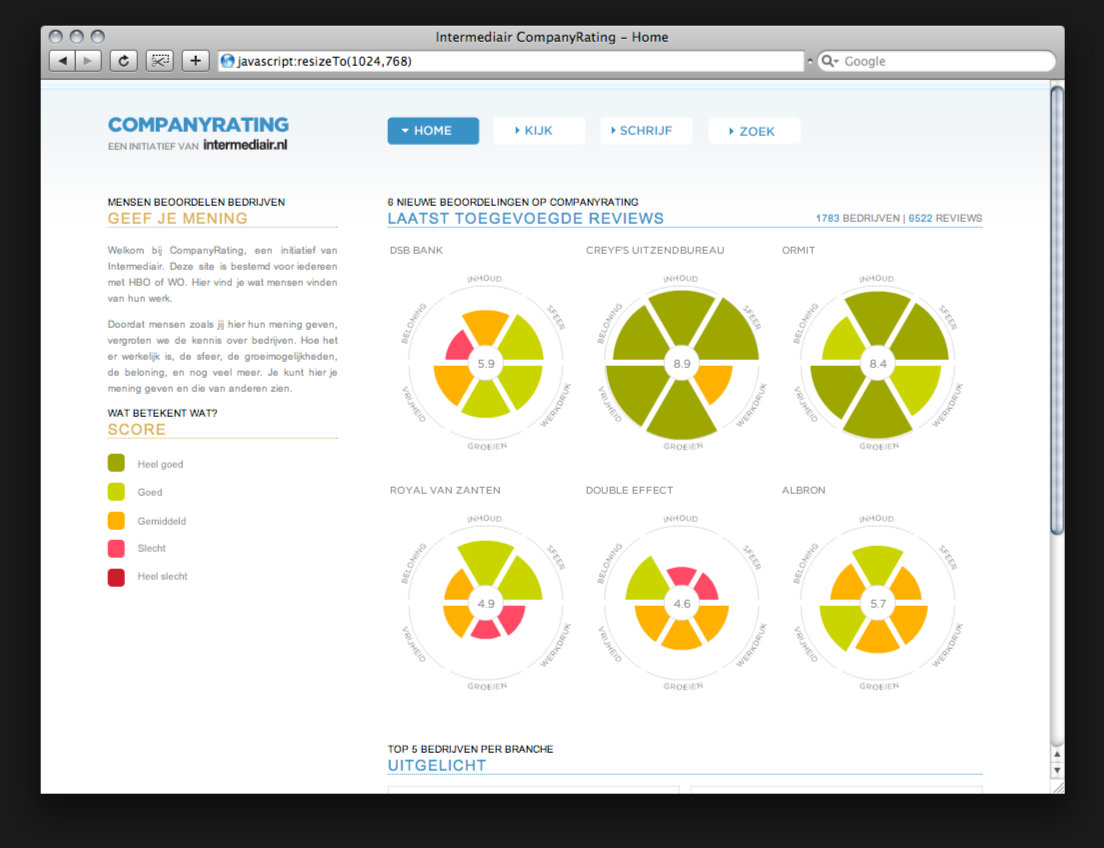 Intermediair CompanyRating – Home
javascript:resizeTo(1024,768)
Google
COMPANYRATING
EEN INITIATIEF VAN intermediair.nl
HOME
KIJK
SCHRIJF
ZOEK
MENSEN BEOORDELEN BEDRIJVEN
GEEF JE MENING
Welkom bij CompanyRating, een initiatief van
Intermediair. Deze site is bestemd voor iedereen
met HBO of WO. Hier vind je wat mensen vinden
van hun werk.
Doordat mensen zoals jij hier hun mening geven,
vergroten we de kennis over bedrijven. Hoe het
er werkelijk is, de sfeer, de groeimogelijkheden,
de beloning, en nog veel meer. Je kunt hier je
mening geven en die van anderen zien.
WAT BETEKENT WAT?
SCORE
Heel goed
Goed
Gemiddeld
Slecht
Heel slecht
6 NIEUWE BEOORDELINGEN OP COMPANYRATING
LAATST TOEGEVOEGDE REVIEWS
1783 BEDRIJVEN | 6522 REVIEWS
DSB BANK
INHOUD
SFEER
WERKDRUK
GROEIEN
VRIJHEID
BELONING
5.9
CREYF'S UITZENDBUREAU
INHOUD
SFEER
WERKDRUK
GROEIEN
VRIJHEID
BELONING
8.9
ORMIT
INHOUD
SFEER
WERKDRUK
GROEIEN
VRIJHEID
BELONING
8.4
ROYAL VAN ZANTEN
INHOUD
SFEER
WERKDRUK
GROEIEN
VRIJHEID
BELONING
4.9
DOUBLE EFFECT
INHOUD
SFEER
WERKDRUK
GROEIEN
VRIJHEID
BELONING
4.6
ALBRON
INHOUD
SFEER
WERKDRUK
GROEIEN
VRIJHEID
BELONING
5.7
TOP 5 BEDRIJVEN PER BRANCHE
UITGELICHT